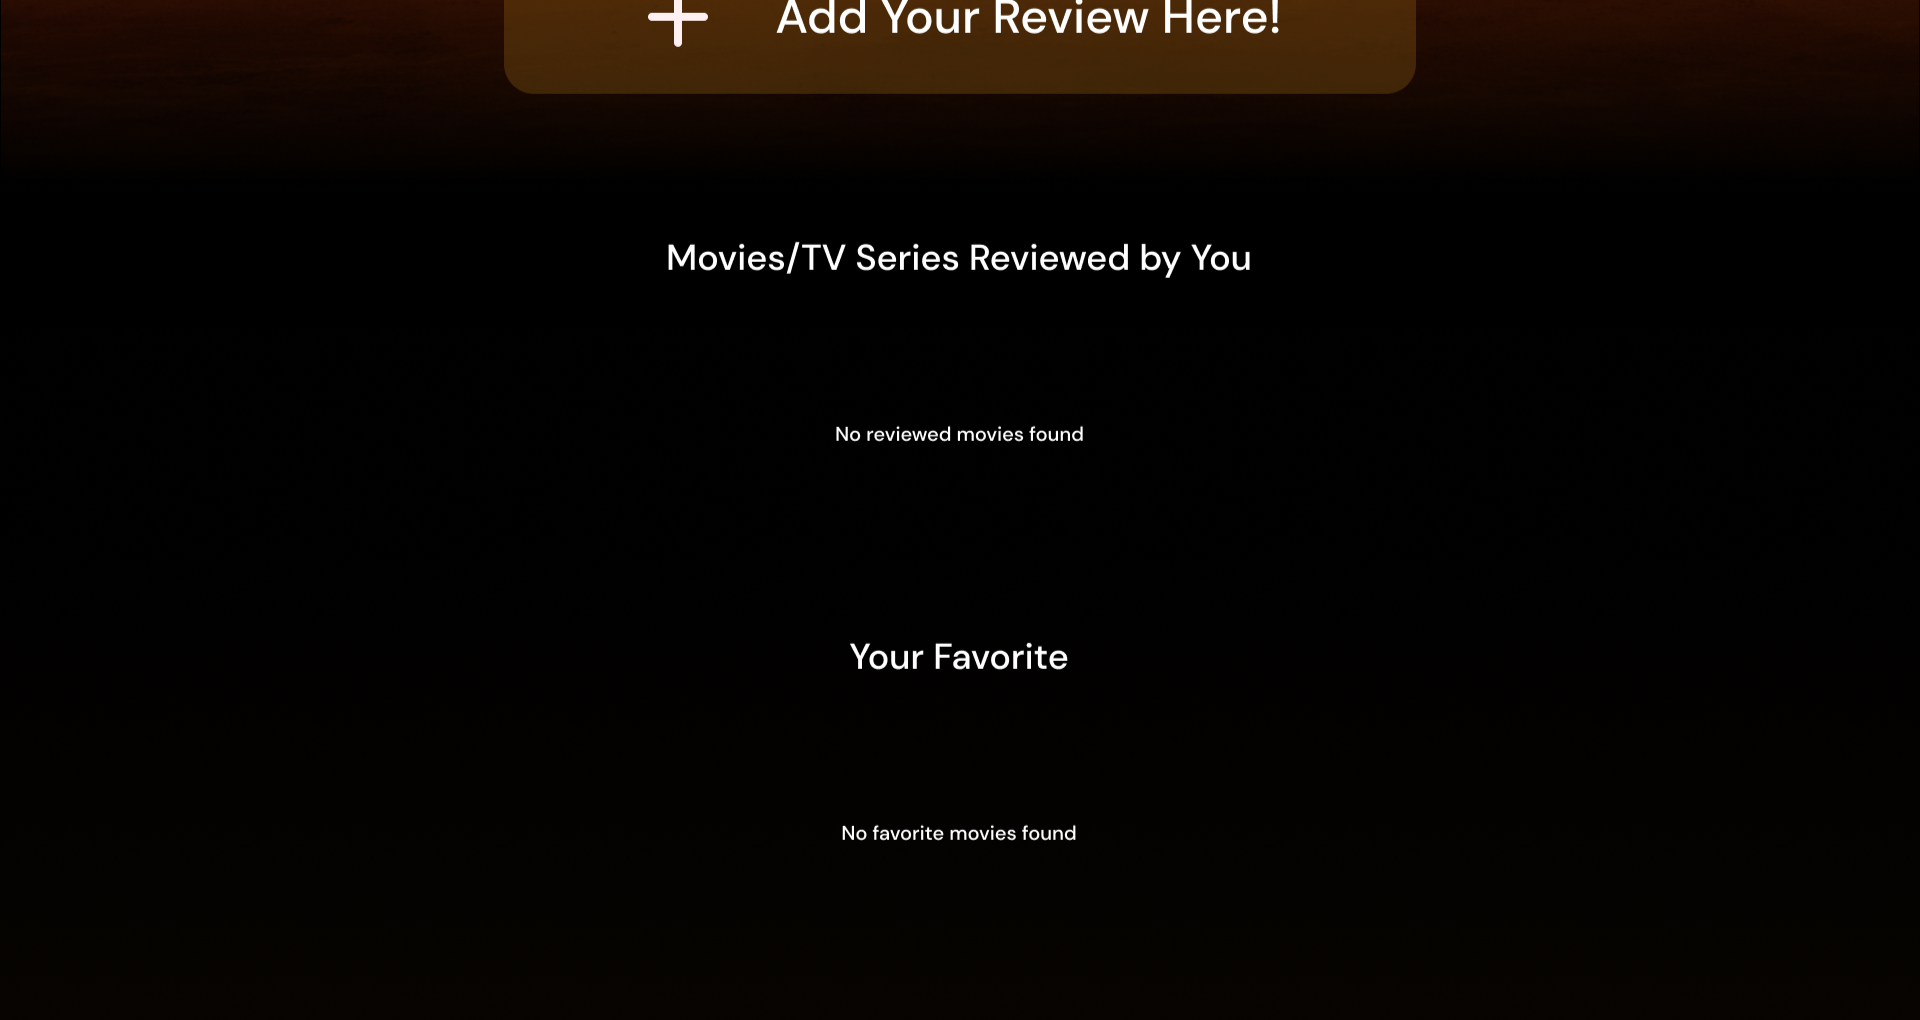 Add Your Review Here!
Movies/TV Series Reviewed by You
No reviewed movies found
Your Favorite
No favorite movies found